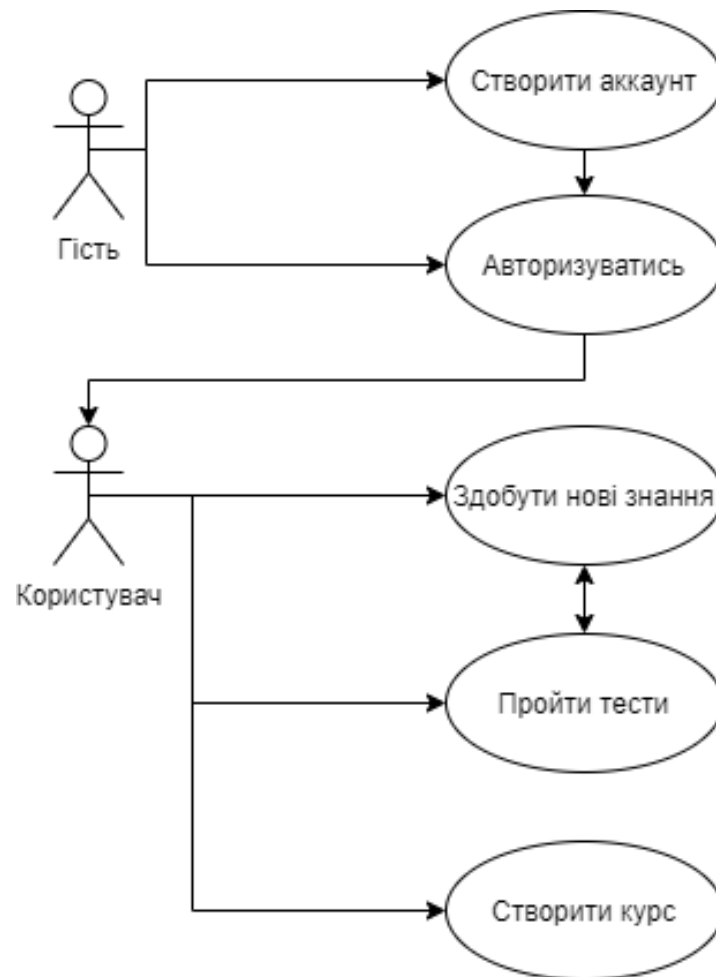 Створити аккаунт
Гість
Авторизуватись
Здобути нові знання
Користувач
Пройти тести
Створити курс